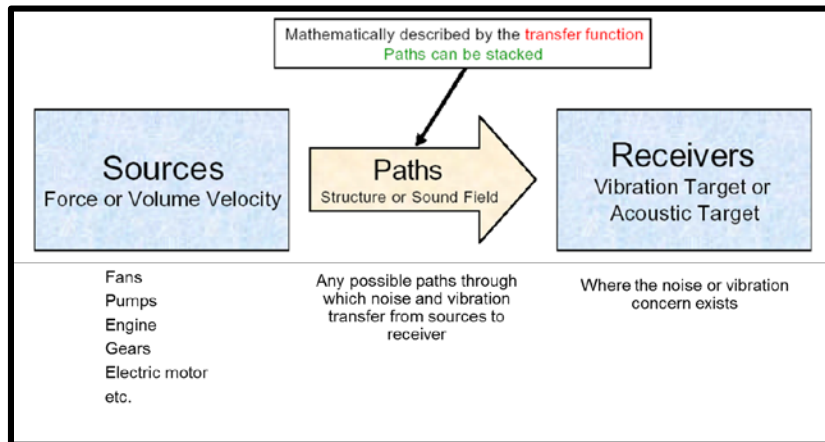 Mathematically described by the transfer function
Paths can be stacked
Sources
Force or Volume Velocity
Paths
Structure or Sound Field
Receivers
Vibration Target or
Acoustic Target
Fans
Pumps
Engine
Gears
Electric motor
etc.
Any possible paths through
which noise and vibration
transfer from sources to
receiver
Where the noise or vibration
concern exists